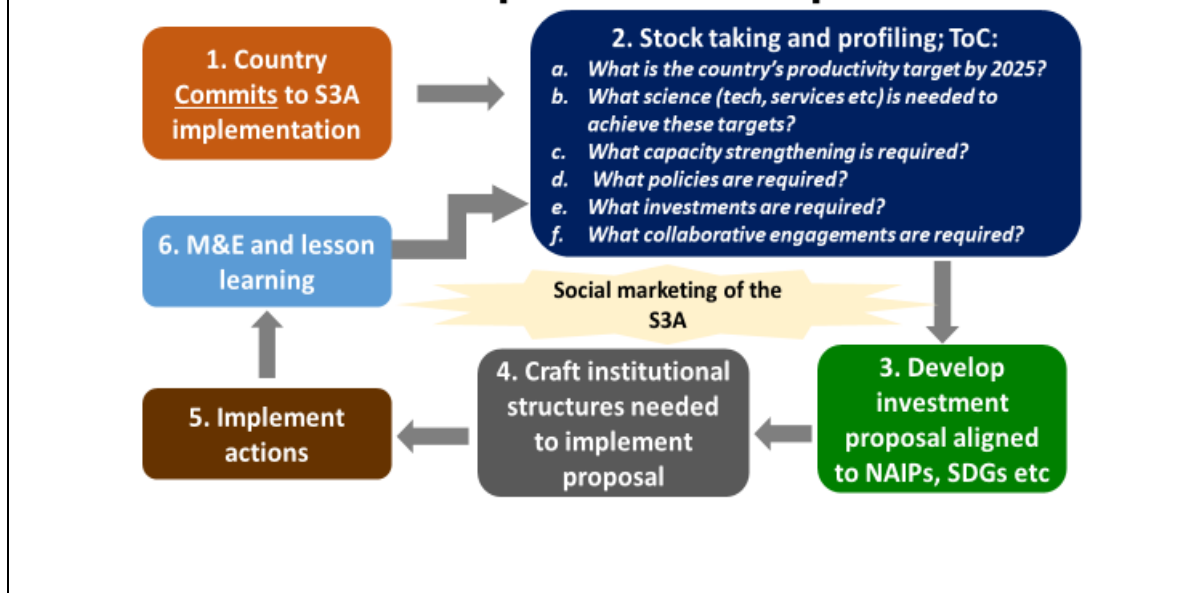 1. Country
Commits to S3A
implementation
2. Stock taking and profiling; ToC:
a. What is the country's productivity target by 2025?
b. What science (tech, services etc) is needed to
achieve these targets?
c. What capacity strengthening is required?
d. What policies are required?
e. What investments are required?
f. What collaborative engagements are required?
6. M&E and lesson
learning
Social marketing of the
S3A
3. Develop
investment
proposal aligned
to NAIPs, SDGs etc
4. Craft institutional
structures needed
to implement
proposal
5. Implement
actions